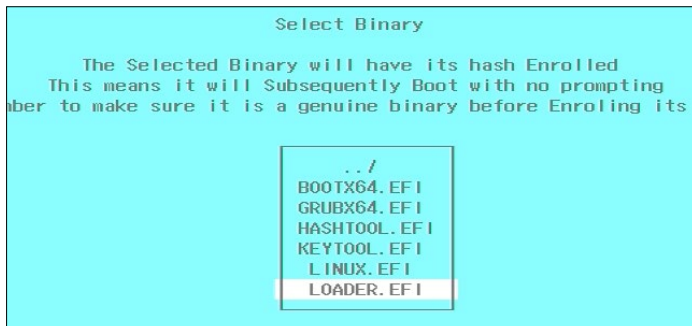 Select Binary
The Selected Binary will have its hash Enrolled
This means it will Subsequently Boot with no prompting
to make sure it is a genuine binary before Enroling its
../
BOOTX64.EFI
GRUBX64.EFI
HASHTOOL.EFI
KEYTOOL.EFI
LINUX.EFI
LOADER.EFI